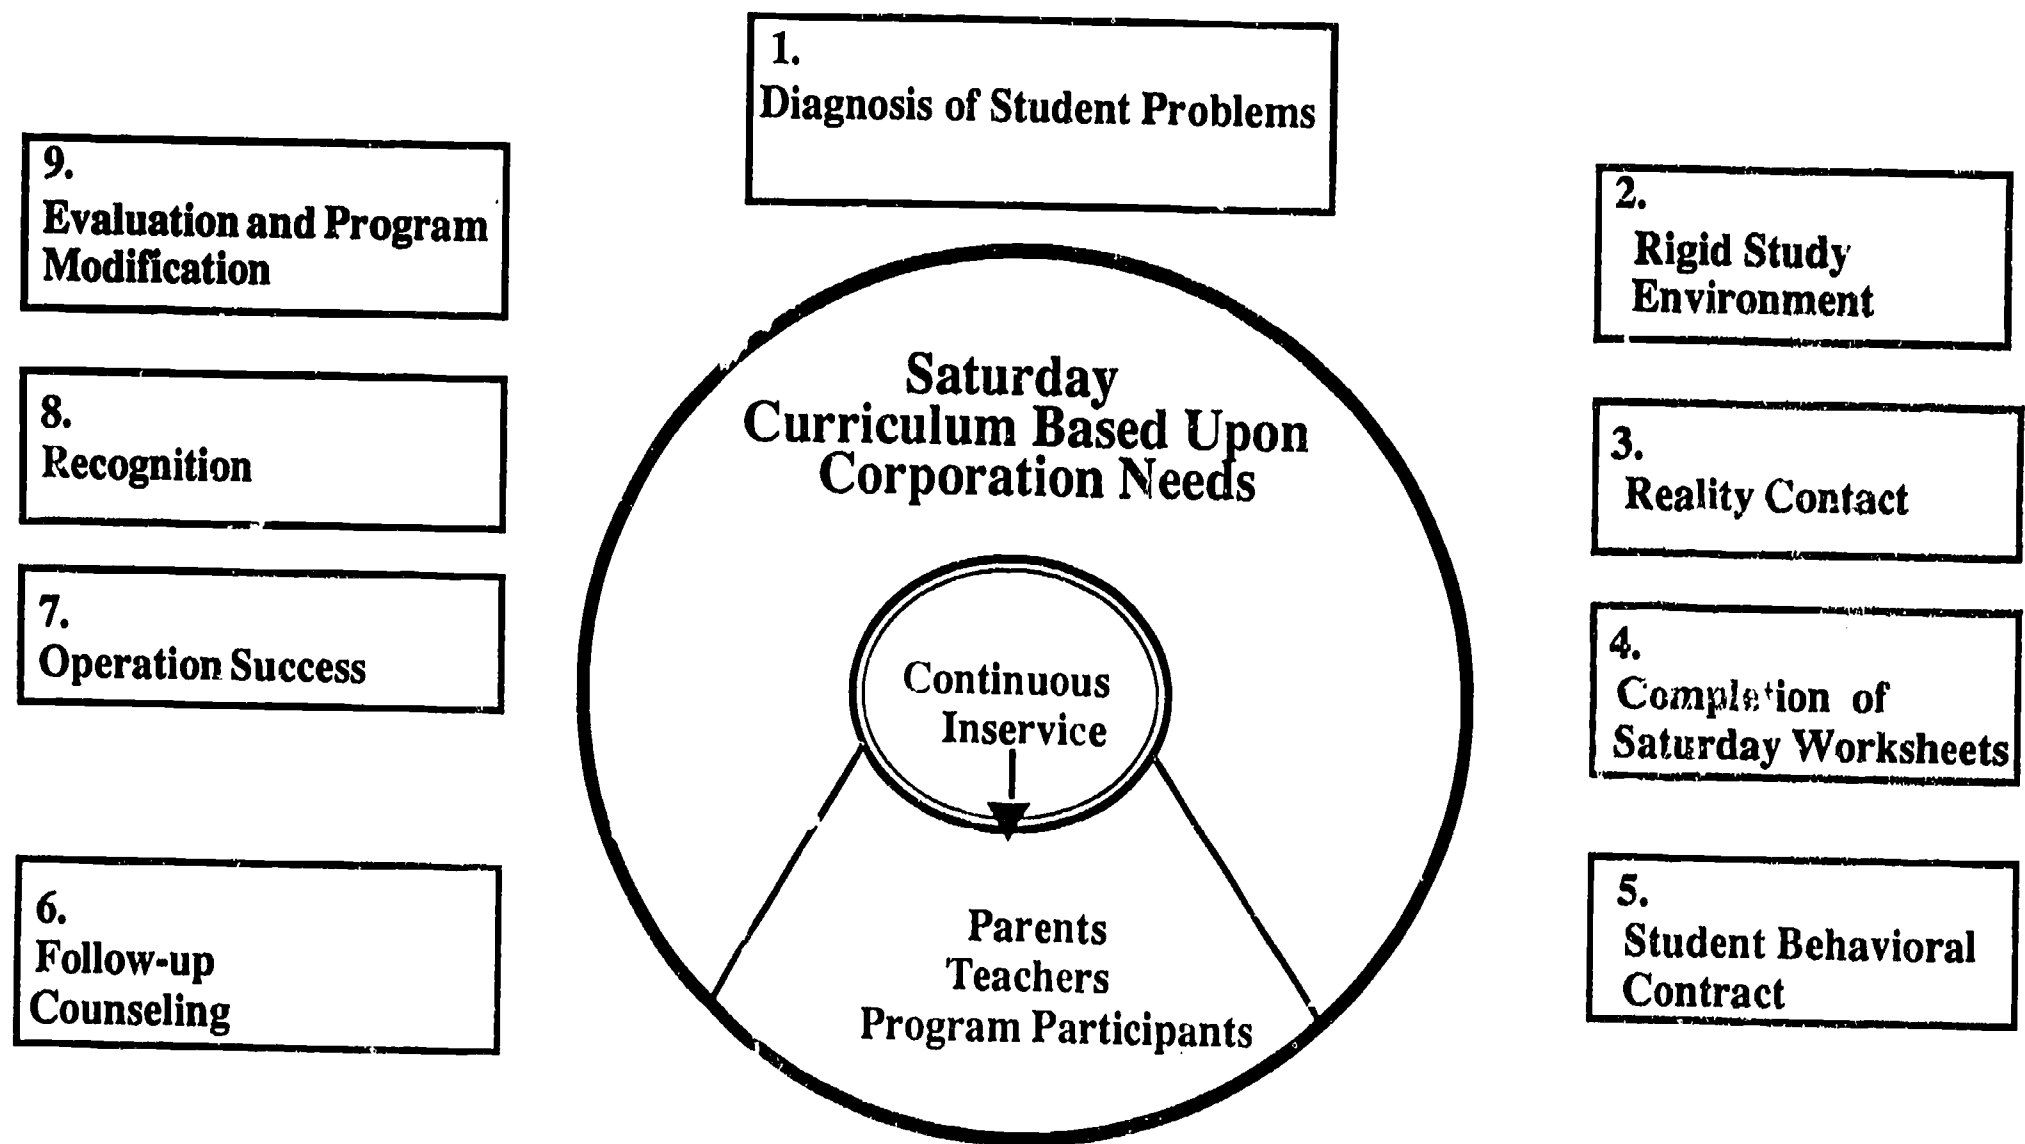 1.
Diagnosis of Student Problems
2.
Rigid Study
Environment
3.
Reality Contact
4.
Completion of
Saturday Worksheets
5.
Student Behavioral
Contract
6.
Follow-up
Counseling
7.
Operation Success
8.
Recognition
9.
Evaluation and Program
Modification
Saturday
Curriculum Based Upon
Corporation Needs
Continuous
Inservice
Parents
Teachers
Program Participants